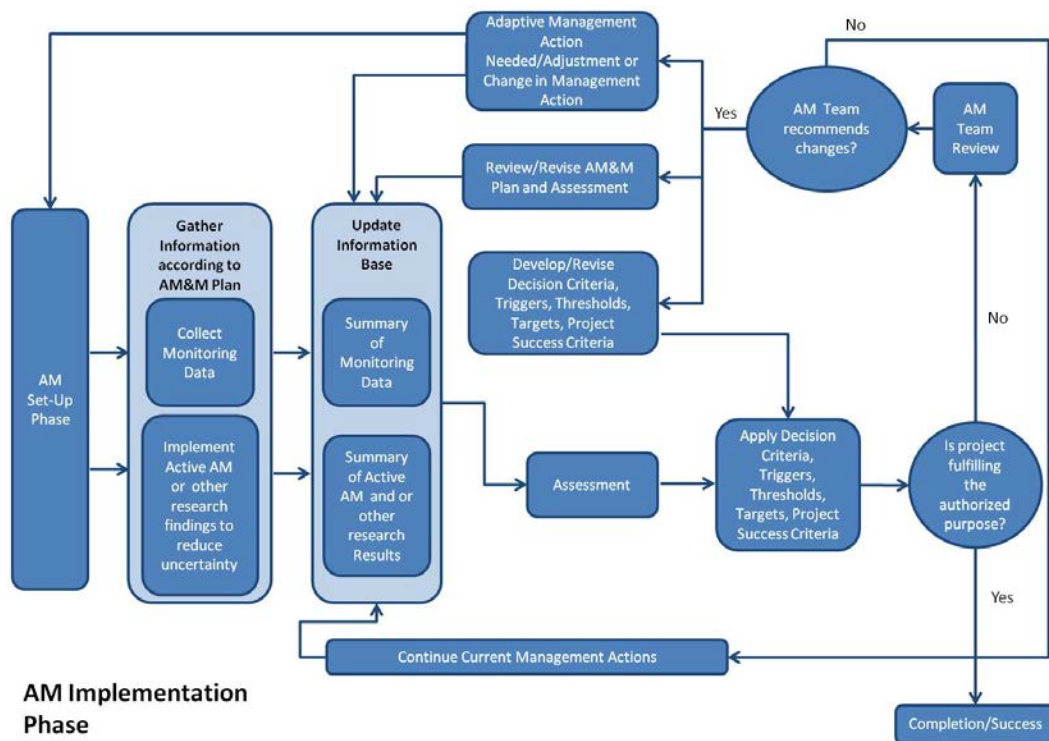 Adaptive Management
Action
Needed/Adjustment or
Change in Management
Action
No
AM Team
recommends
changes?
AM
Team
Review
Yes
Review/Revise AM&M
Plan and Assessment
Gather
Information
according to
AM&M Plan
Update
Information
Base
Develop/Revise
Decision Criteria,
Triggers, Thresholds,
Targets, Project
Success Criteria
No
Collect
Monitoring
Data
Summary
of
Monitoring
Data
AM
Set-Up
Phase
Implement
Active AM
or other
research
findings to
reduce
uncertainty
Summary
of Active
AM and or
other
research
Results
Assessment
Apply Decision
Criteria,
Triggers,
Thresholds,
Targets, Project
Success Criteria
Is project
fulfilling
the
authorized
purpose?
Yes
Continue Current Management Actions
AM Implementation
Phase
Completion/Success